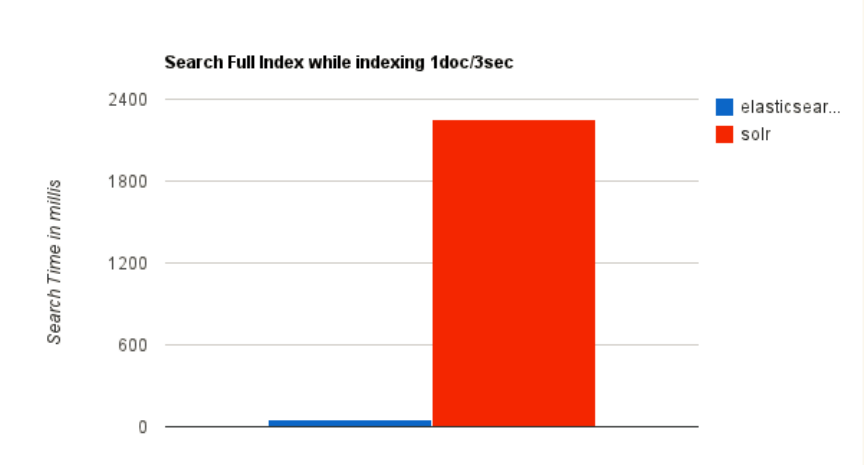 Search Full Index while indexing 1doc/3sec
2400
1800
1200
600
0
Search Time in millis
elasticsear...
solr